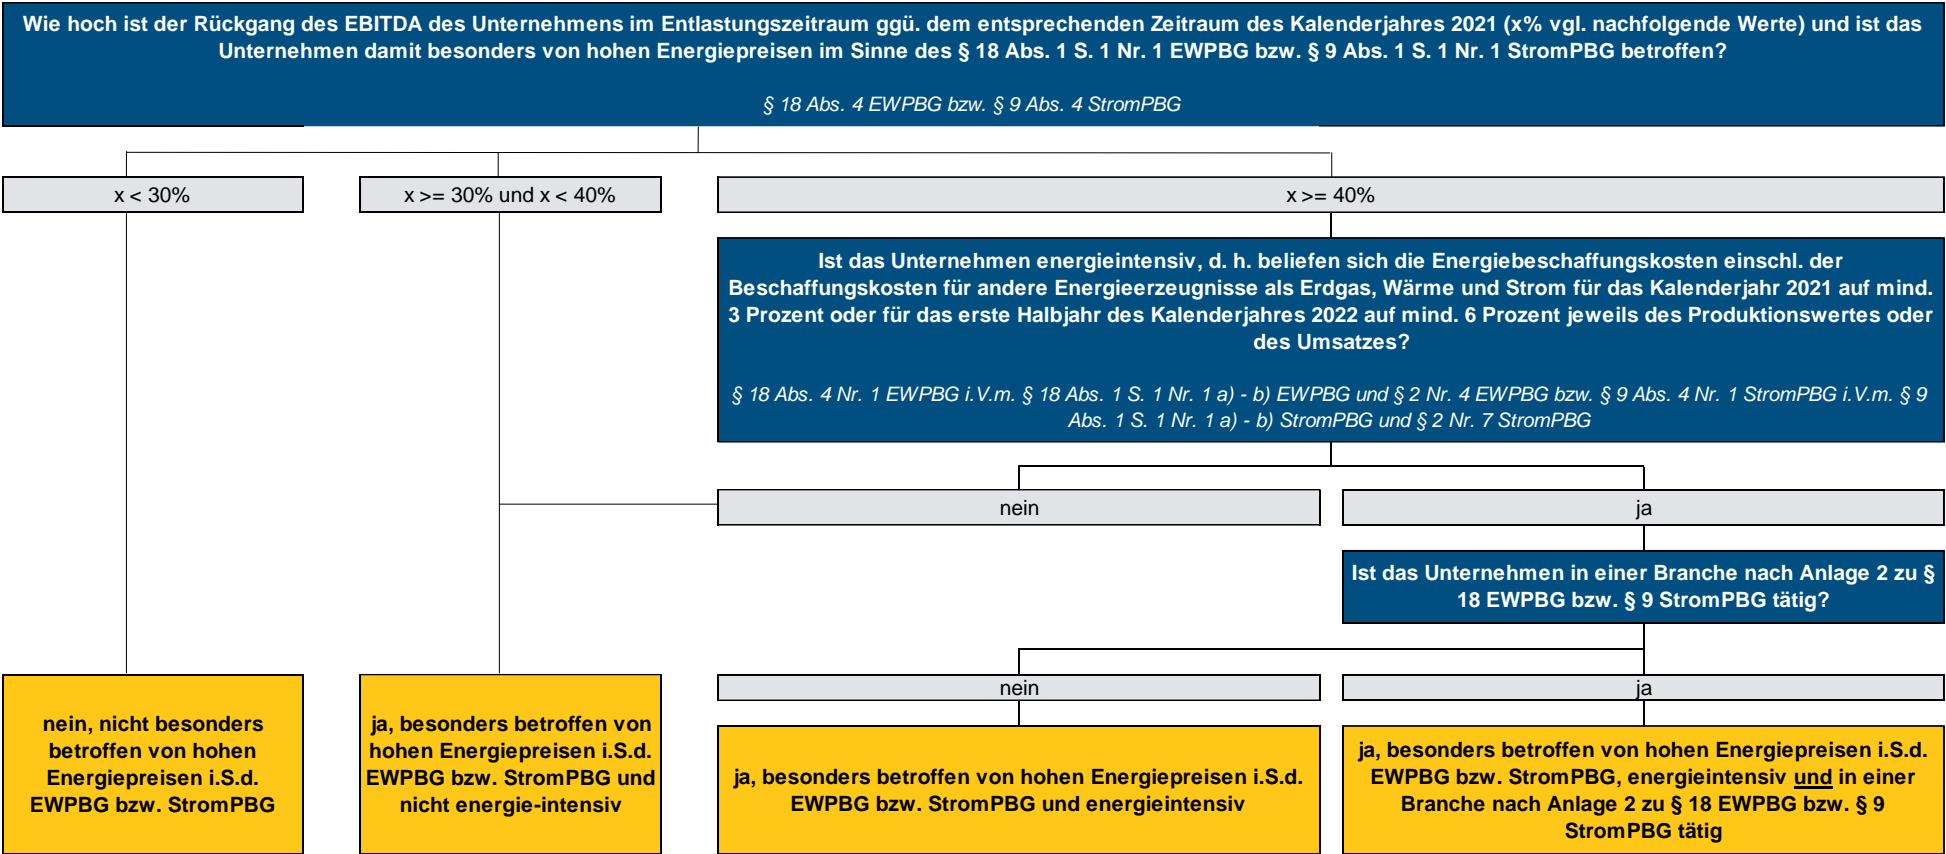 Wie hoch ist der Rückgang des EBITDA des Unternehmens im Entlastungszeitraum ggü. dem entsprechenden Zeitraum des Kalenderjahres 2021 (x% vgl. nachfolgende Werte) und ist das
Unternehmen damit besonders von hohen Energiepreisen im Sinne des § 18 Abs. 1 S. 1 Nr. 1 EWPBG bzw. § 9 Abs. 1 S. 1 Nr. 1 StromPBG betroffen?
§ 18 Abs. 4 EWPBG bzw. § 9 Abs. 4 StromPBG
x < 30%
x >= 30% und x < 40%
x >= 40%
Ist das Unternehmen energieintensiv, d. h. beliefen sich die Energiebeschaffungskosten einschl. der
Beschaffungskosten für andere Energieerzeugnisse als Erdgas, Wärme und Strom für das Kalenderjahr 2021 auf mind.
3 Prozent oder für das erste Halbjahr des Kalenderjahres 2022 auf mind. 6 Prozent jeweils des Produktionswertes oder
des Umsatzes?
§ 18 Abs. 4 Nr. 1 EWPBG i.V.m. § 18 Abs. 1 S. 1 Nr. 1 a) - b) EWPBG und § 2 Nr. 4 EWPBG bzw. § 9 Abs. 4 Nr. 1 StromPBG i.V.m. § 9
Abs. 1 S. 1 Nr. 1 a) - b) StromPBG und § 2 Nr. 7 StromPBG
nein
ja
Ist das Unternehmen in einer Branche nach Anlage 2 zu §
18 EWPBG bzw. § 9 StromPBG tätig?
nein
ja
nein, nicht besonders
betroffen von hohen
Energiepreisen i.S.d.
EWPBG bzw. StromPBG
ja, besonders betroffen von
hohen Energiepreisen i.S.d.
EWPBG bzw. StromPBG und
nicht energie-intensiv
ja, besonders betroffen von hohen Energiepreisen i.S.d.
EWPBG bzw. StromPBG und energieintensiv
ja, besonders betroffen von hohen Energiepreisen i.S.d.
EWPBG bzw. StromPBG, energieintensiv und in einer
Branche nach Anlage 2 zu § 18 EWPBG bzw. § 9
StromPBG tätig